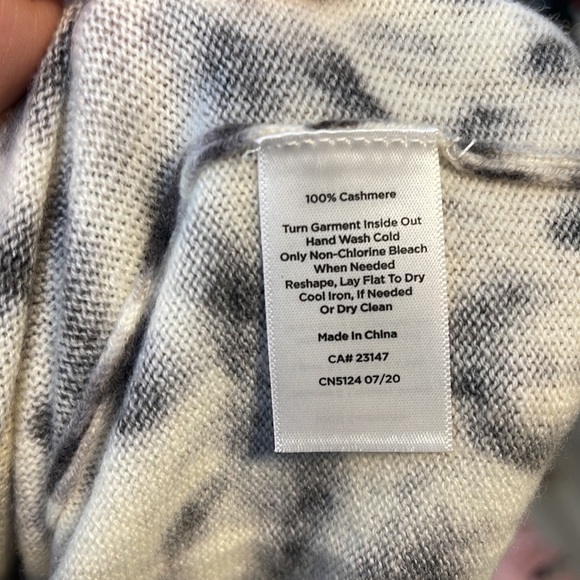 100% Cashmere
Turn Garment Inside Out
Hand Wash Cold
Only Non-Chlorine Bleach
When Needed
Reshape, Lay Flat To Dry
Cool Iron, If Needed
Or Dry Clean
Made In China
CA# 23147
CN5124 07/20